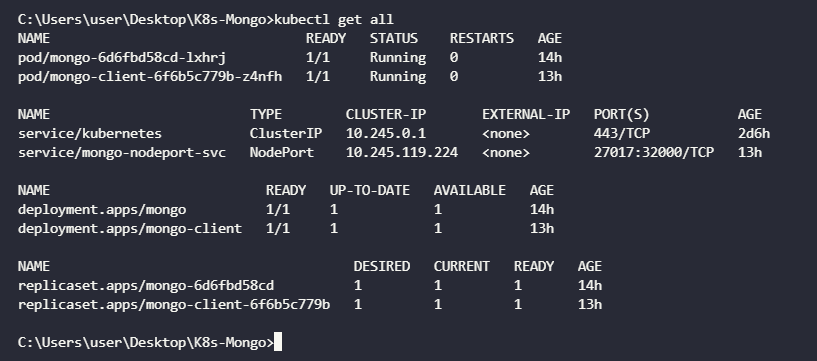 C:\Users\user\Desktop\K8s-Mongo>kubectl get all
NAME READY STATUS RESTARTS AGE
pod/mongo-6d6fbd58cd-lxhrj 1/1 Running 0 14h
pod/mongo-client-6f6b5c779b-z4nfh 1/1 Running 0 13h
NAME TYPE CLUSTER-IP EXTERNAL-IP PORT(S) AGE
service/kubernetes ClusterIP 10.245.0.1 <none> 443/TCP 2d6h
service/mongo-nodeport-svc NodePort 10.245.119.224 <none> 27017:32000/TCP 13h
NAME READY UP-TO-DATE AVAILABLE AGE
deployment.apps/mongo 1/1 1 1 14h
deployment.apps/mongo-client 1/1 1 1 13h
NAME DESIRED CURRENT READY AGE
replicaset.apps/mongo-6d6fbd58cd 1 1 1 14h
replicaset.apps/mongo-client-6f6b5c779b 1 1 1 13h
C:\Users\user\Desktop\K8s-Mongo>